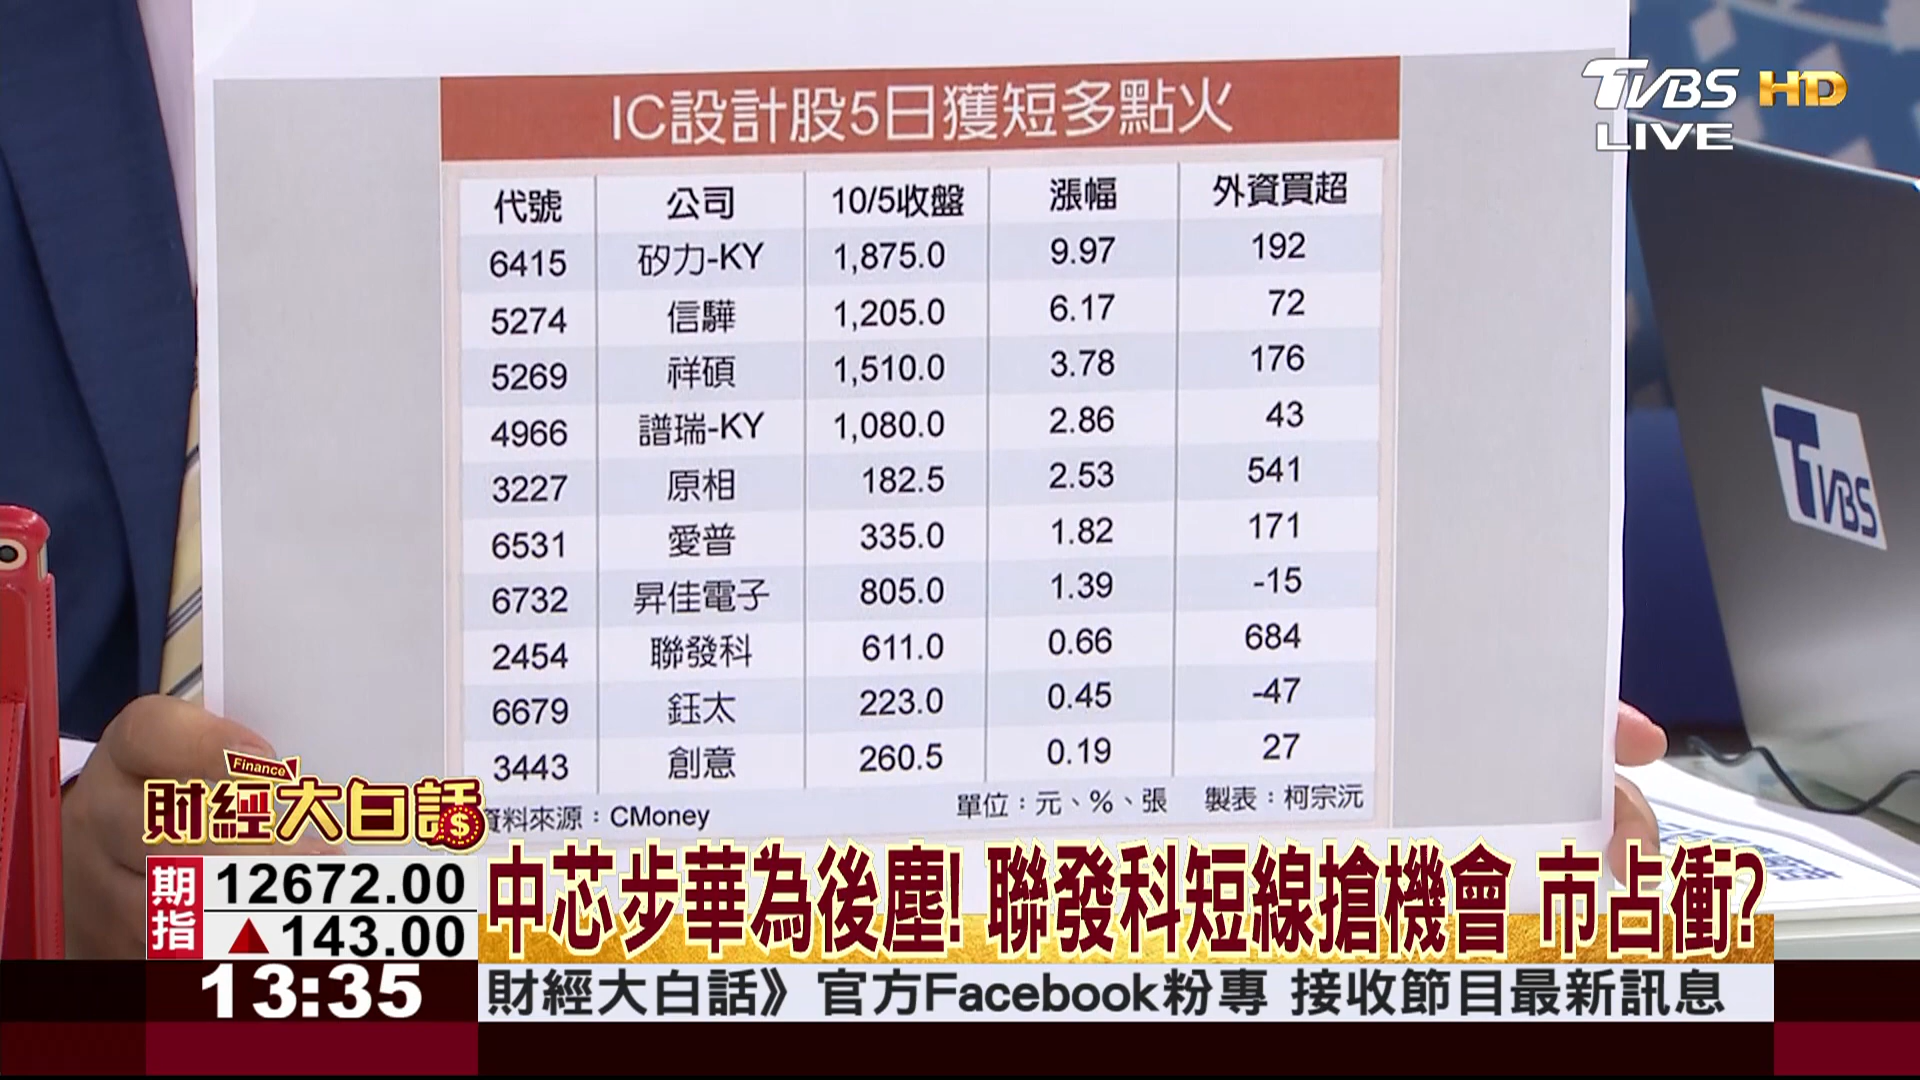 IC設計股5日獲短多點火
TVBS HD
LIVE
代號 公司 10/5收盤 漲幅 外資買超
6415 矽力-KY 1,875.0 9.97 192
5274 信驊 1,205.0 6.17 72
5269 祥碩 1,510.0 3.78 176
4966 譜瑞-KY 1,080.0 2.86 43
3227 原相 182.5 2.53 541
6531 愛普 335.0 1.82 171
6732 昇佳電子 805.0 1.39 -15
2454 聯發科 611.0 0.66 684
6679 鈺太 223.0 0.45 -47
3443 創意 260.5 0.19 27
資料來源：CMoney 單位：元、%、張 製表：柯宗沅
TVBS
Finance
財經大白話
期指 12672.00
▲143.00
中芯步華為後塵! 聯發科短線搶機會 市占衝?
13:35
財經大白話》官方Facebook粉專 接收節目最新訊息